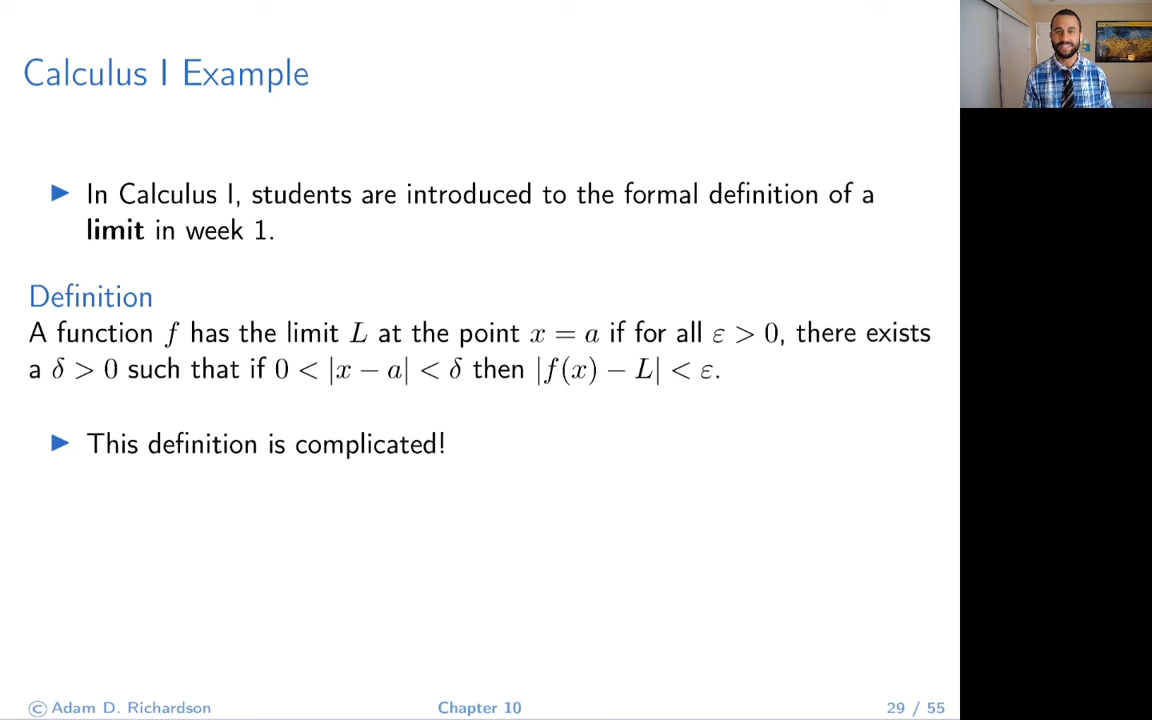 Calculus I Example
▶ In Calculus I, students are introduced to the formal definition of a
limit in week 1.
Definition
A function f has the limit L at the point x = a if for all ε > 0, there exists
a δ > 0 such that if 0 < |x − a| < δ then |f(x) − L| < ε.
▶ This definition is complicated!
© Adam D. Richardson Chapter 10 29 / 55